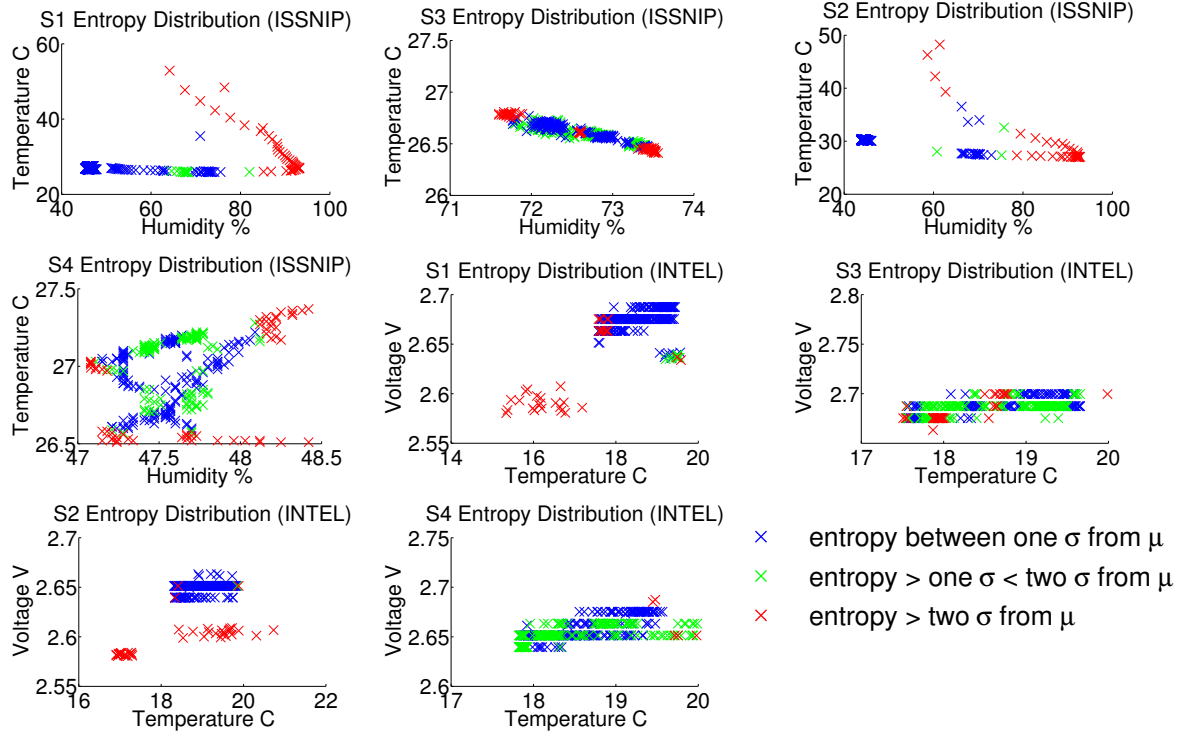 S1 Entropy Distribution (ISSNIP)
60
40
20
40 60 80 100
Temperature C
Humidity %
S3 Entropy Distribution (ISSNIP)
27.5
27
26.5
26
71 72 73 74
Temperature C
Humidity %
S2 Entropy Distribution (ISSNIP)
50
40
30
20
40 60 80 100
Temperature C
Humidity %
S4 Entropy Distribution (ISSNIP)
27.5
27
26.5
47 47.5 48 48.5
Temperature C
Humidity %
S1 Entropy Distribution (INTEL)
2.7
2.65
2.6
2.55
14 16 18 20
Voltage V
Temperature C
S3 Entropy Distribution (INTEL)
2.8
2.7
17 18 19 20
Voltage V
Temperature C
S2 Entropy Distribution (INTEL)
2.7
2.65
2.6
2.55
16 18 20 22
Voltage V
Temperature C
S4 Entropy Distribution (INTEL)
2.75
2.7
2.65
2.6
17 18 19 20
Voltage V
Temperature C
entropy between one σ from μ
entropy > one σ < two σ from μ
entropy > two σ from μ